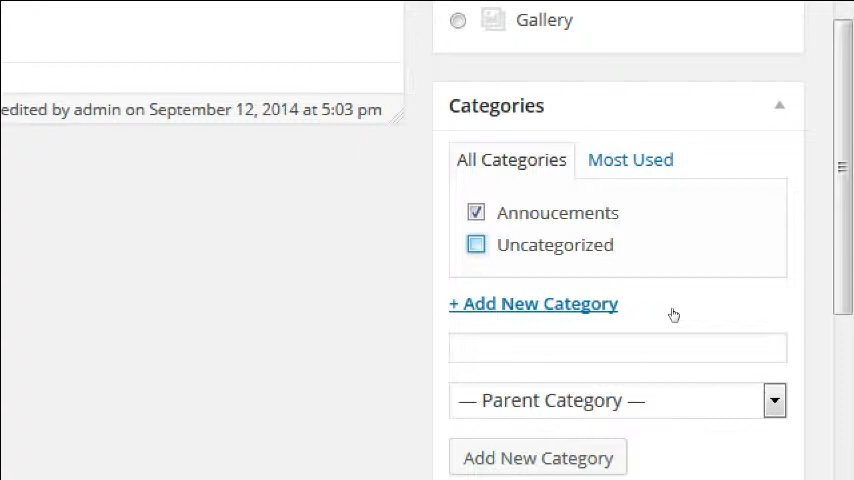 Gallery
edited by admin on September 12, 2014 at 5:03 pm
Categories
All Categories Most Used
Annoucements
Uncategorized
+ Add New Category
— Parent Category —
Add New Category